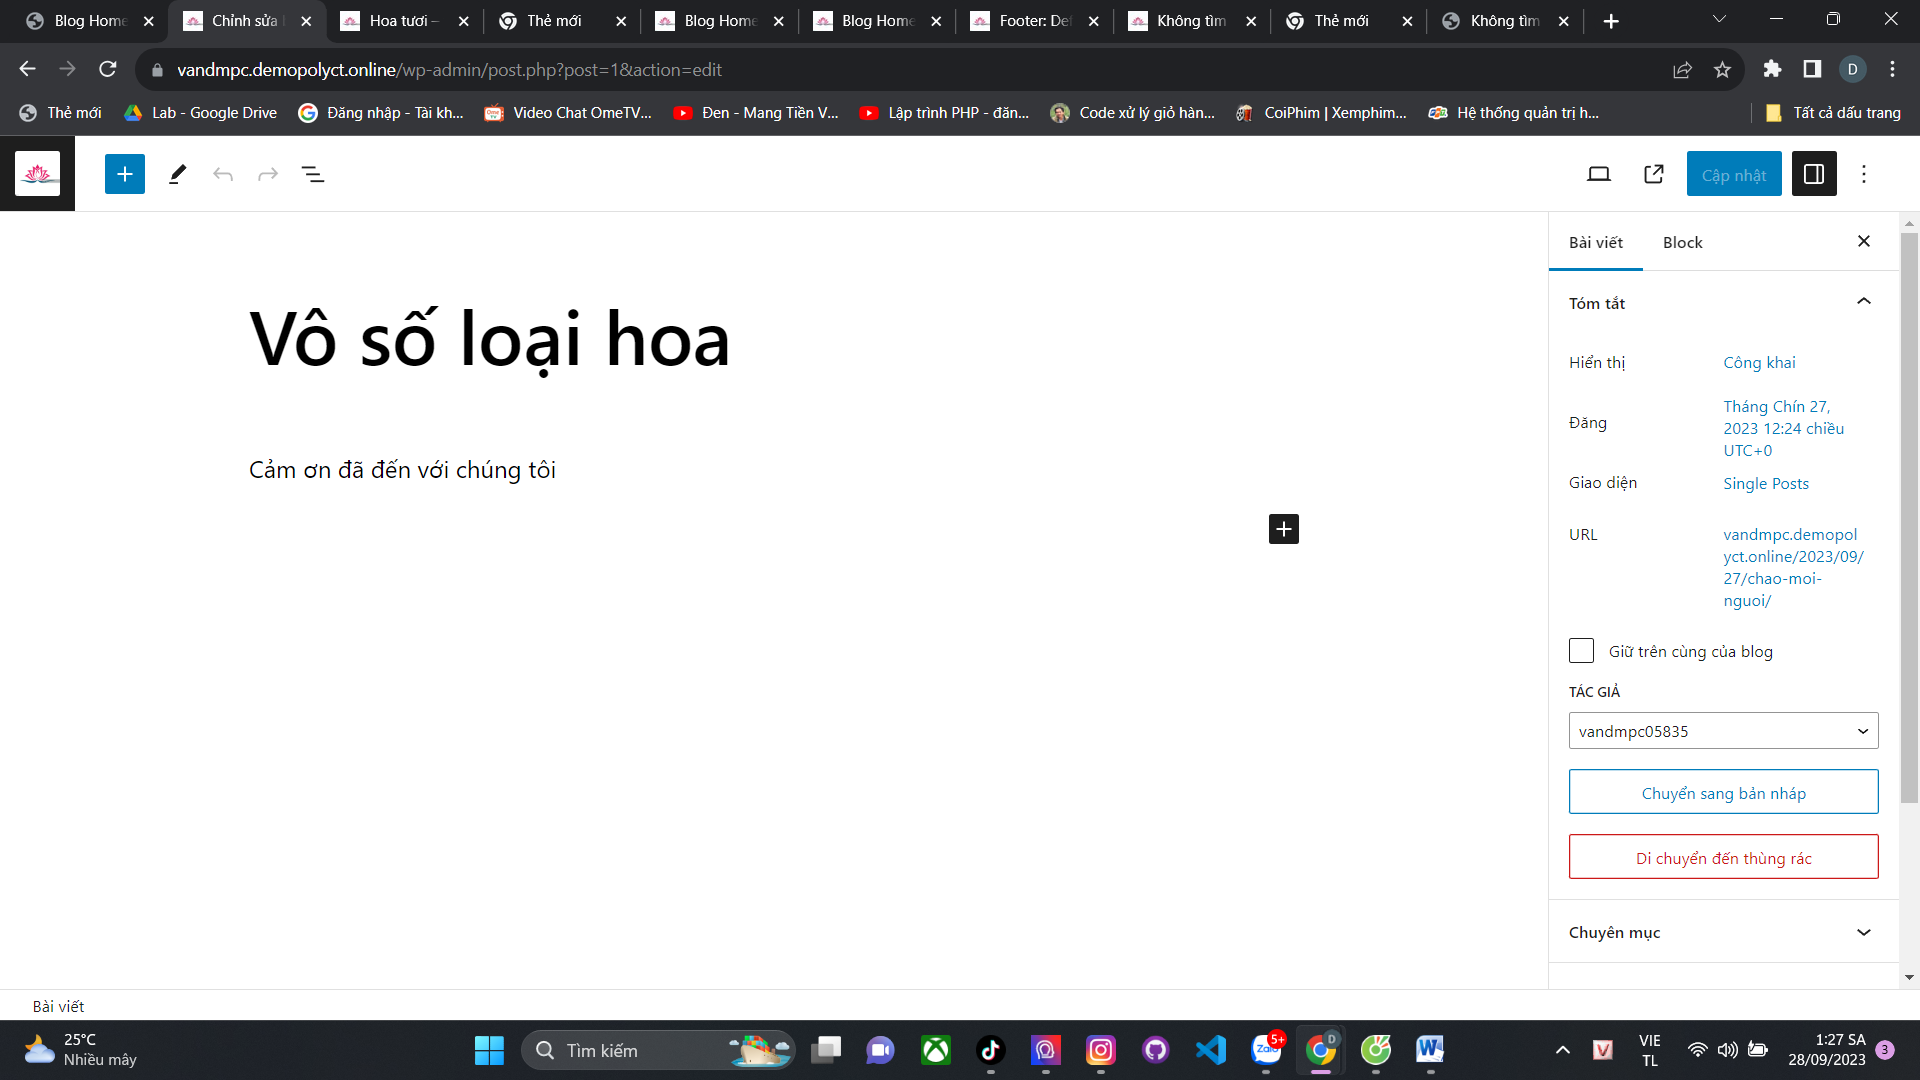 Blog Home
Chỉnh sửa
Hoa tươi –
Thẻ mới
Blog Home
Blog Home
Footer: Def
Không tìm
Thẻ mới
Không tìm
vandmpc.demopolyct.online/wp-admin/post.php?post=1&action=edit
D
Thẻ mới
Lab - Google Drive
Đăng nhập - Tài kh...
Video Chat OmeTV...
Đen - Mang Tiền V...
Lập trình PHP - đăn...
Code xử lý giỏ hàn...
CoiPhim | Xemphim...
Hệ thống quản trị h...
Tất cả dấu trang
Cập nhật
Bài viết
Block
Vô số loại hoa
Cảm ơn đã đến với chúng tôi
Tóm tắt
Hiển thị
Công khai
Đăng
Tháng Chín 27,
2023 12:24 chiều
UTC+0
Giao diện
Single Posts
URL
vandmpc.demopol
yct.online/2023/09/
27/chao-moi-
nguoi/
Giữ trên cùng của blog
TÁC GIẢ
vandmpc05835
Chuyển sang bản nháp
Di chuyển đến thùng rác
Chuyên mục
Bài viết
25°C
Nhiều mây
Tìm kiếm
Zalo
5+
D
VIE
TL
1:27 SA
28/09/2023
3